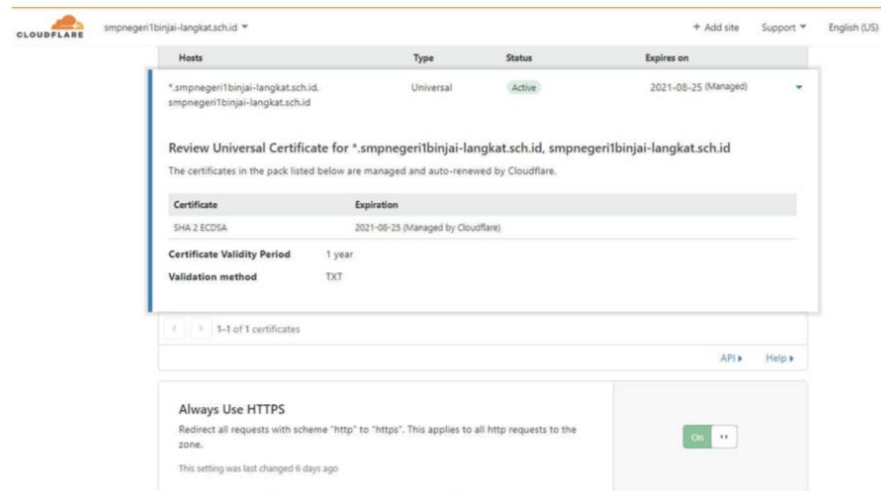 CLOUDFLARE
smpnegeri1binjai-langkat.sch.id
+ Add site Support English (US)
Hosts Type Status Expires on
*.smpnegeri1binjai-langkat.sch.id, Universal Active 2021-08-25 (Managed)
smpnegeri1binjai-langkat.sch.id
Review Universal Certificate for *.smpnegeri1binjai-langkat.sch.id, smpnegeri1binjai-langkat.sch.id
The certificates in the pack listed below are managed and auto-renewed by Cloudflare.
Certificate Expiration
SHA 2 ECDSA 2021-08-25 (Managed by Cloudflare)
Certificate Validity Period 1 year
Validation method TXT
1-1 of 1 certificates
API Help
Always Use HTTPS
Redirect all requests with scheme "http" to "https". This applies to all http requests to the
zone.
On
This setting was last changed 6 days ago